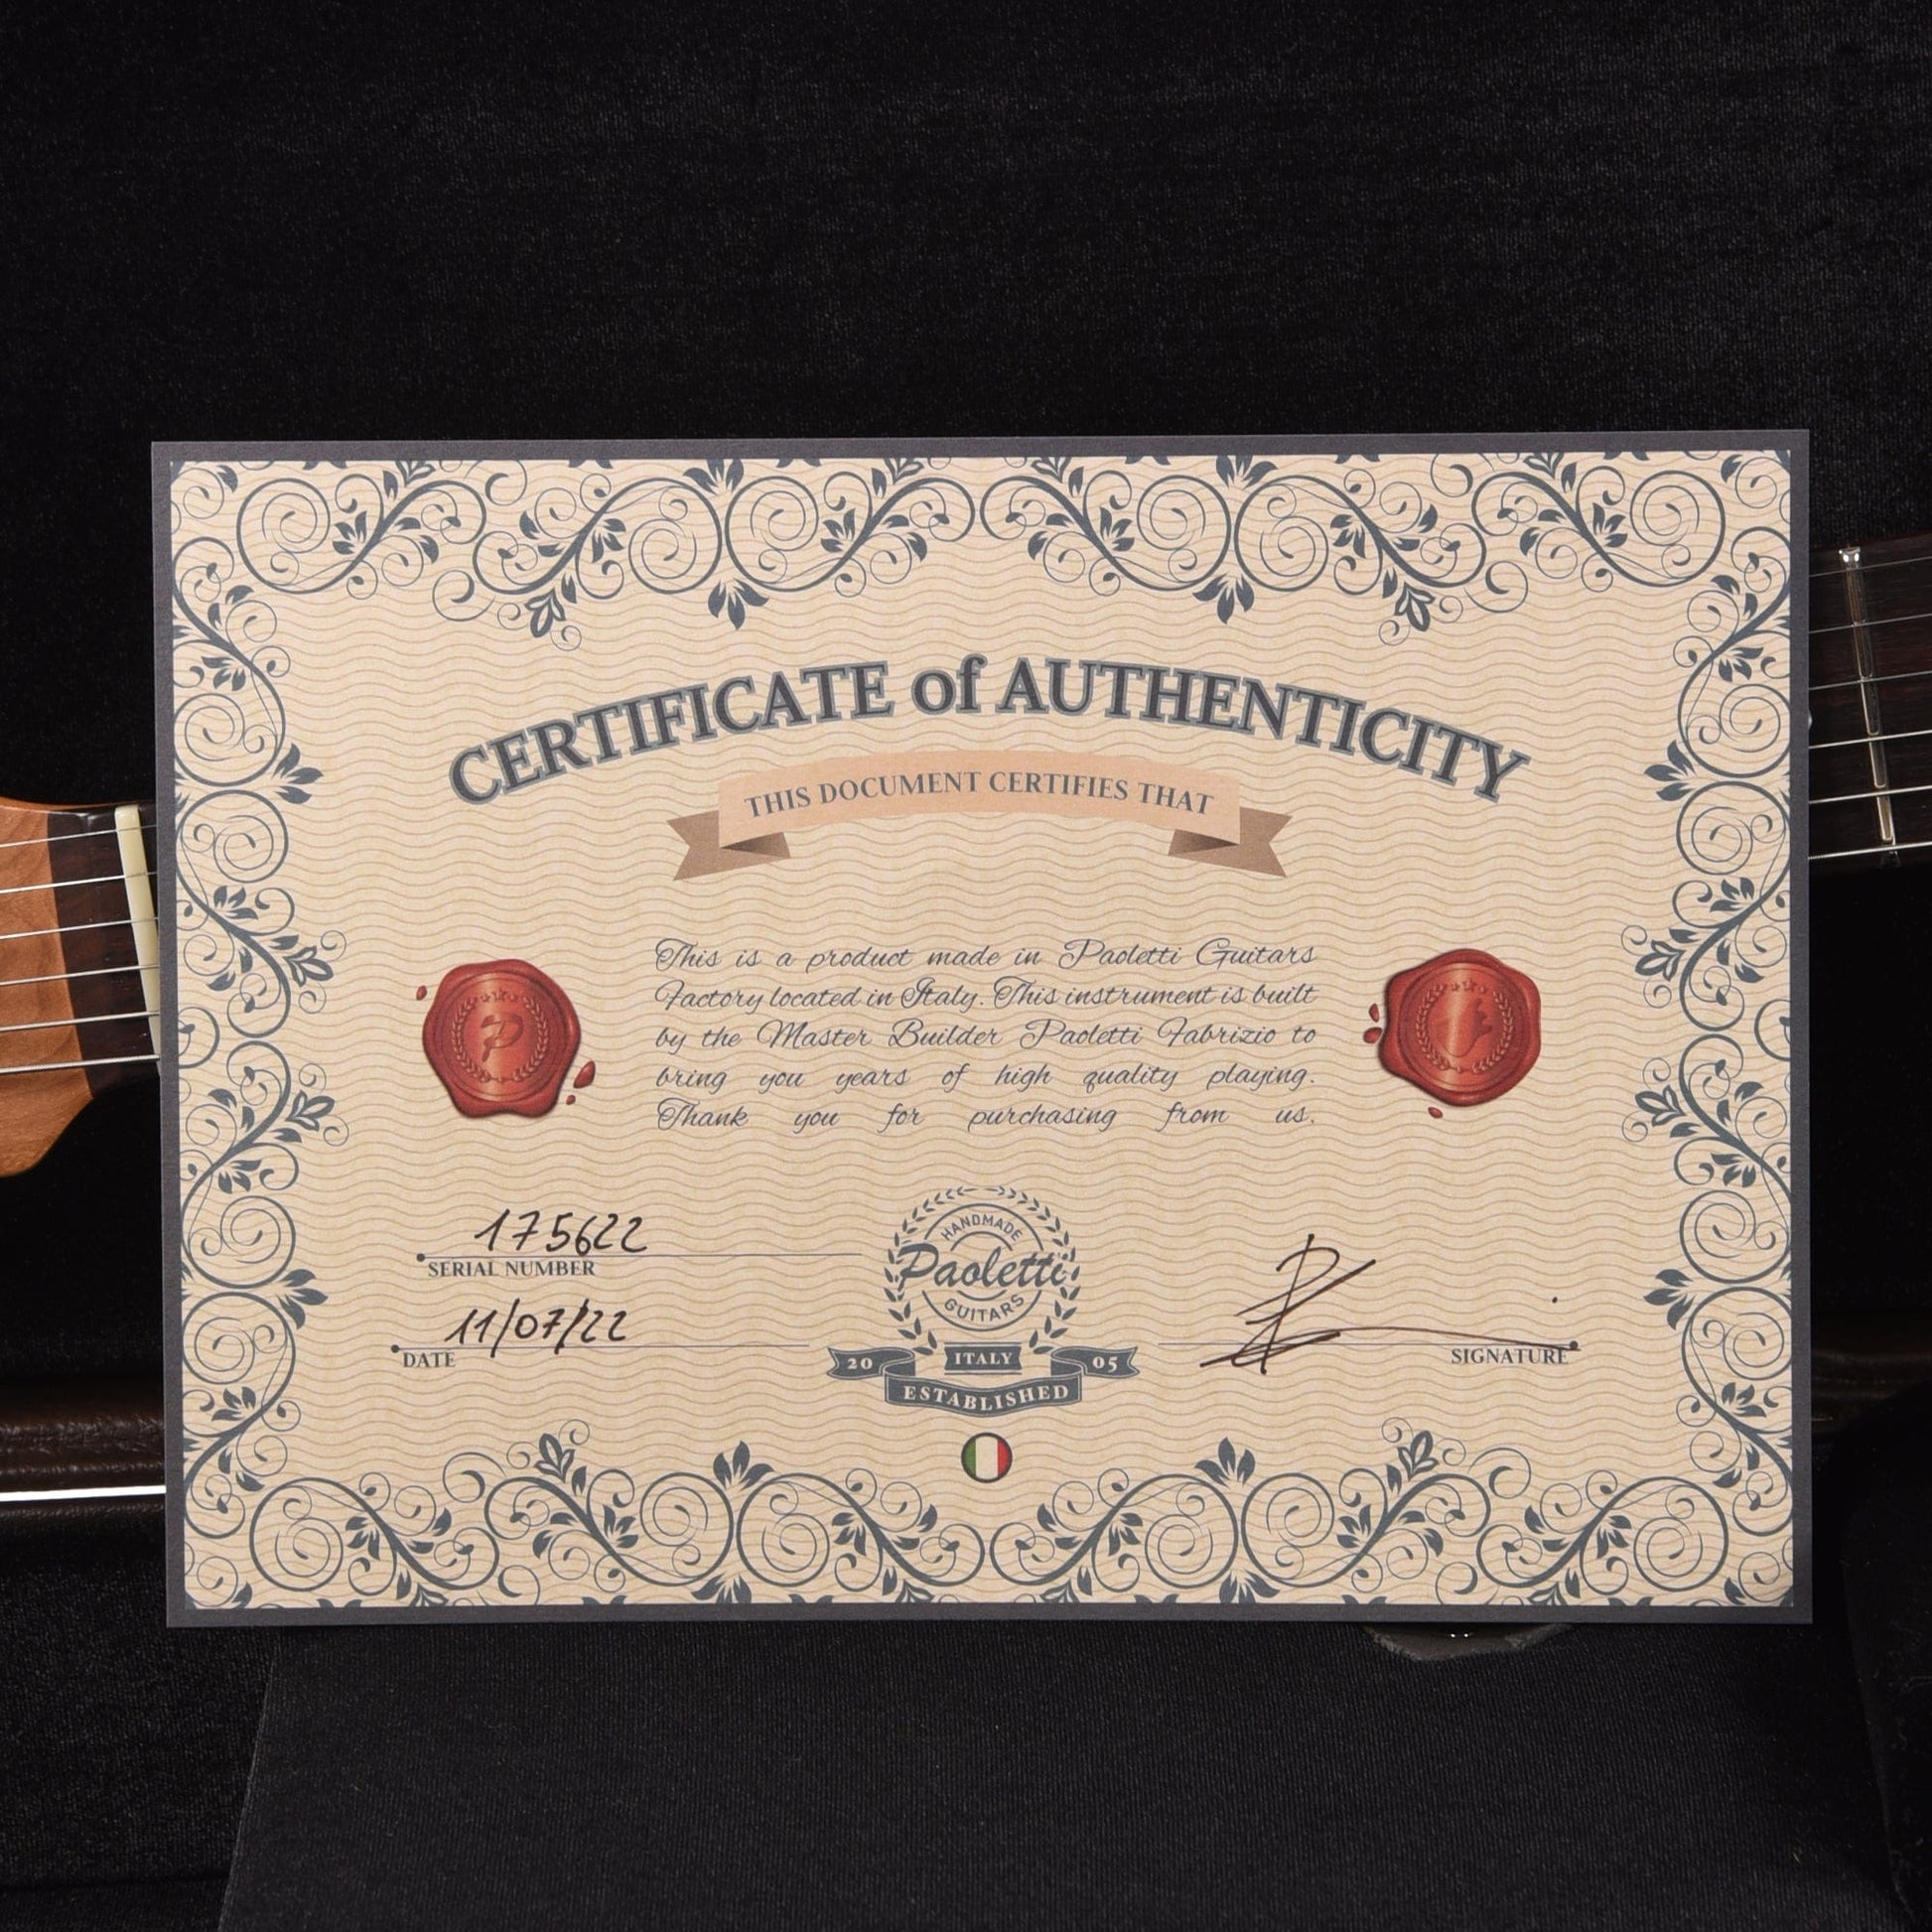 CERTIFICATE of AUTHENTICITY
THIS DOCUMENT CERTIFIES THAT
This is a product made in Paoletti Guitars
Factory located in Italy. This instrument is built
by the Master Builder Paoletti Fabrizio to
bring you years of high quality playing.
Thank you for purchasing from us.
P
175622
SERIAL NUMBER
11/07/22
DATE
HANDMADE
Paoletti
GUITARS
20 ITALY 05
ESTABLISHED
SIGNATURE